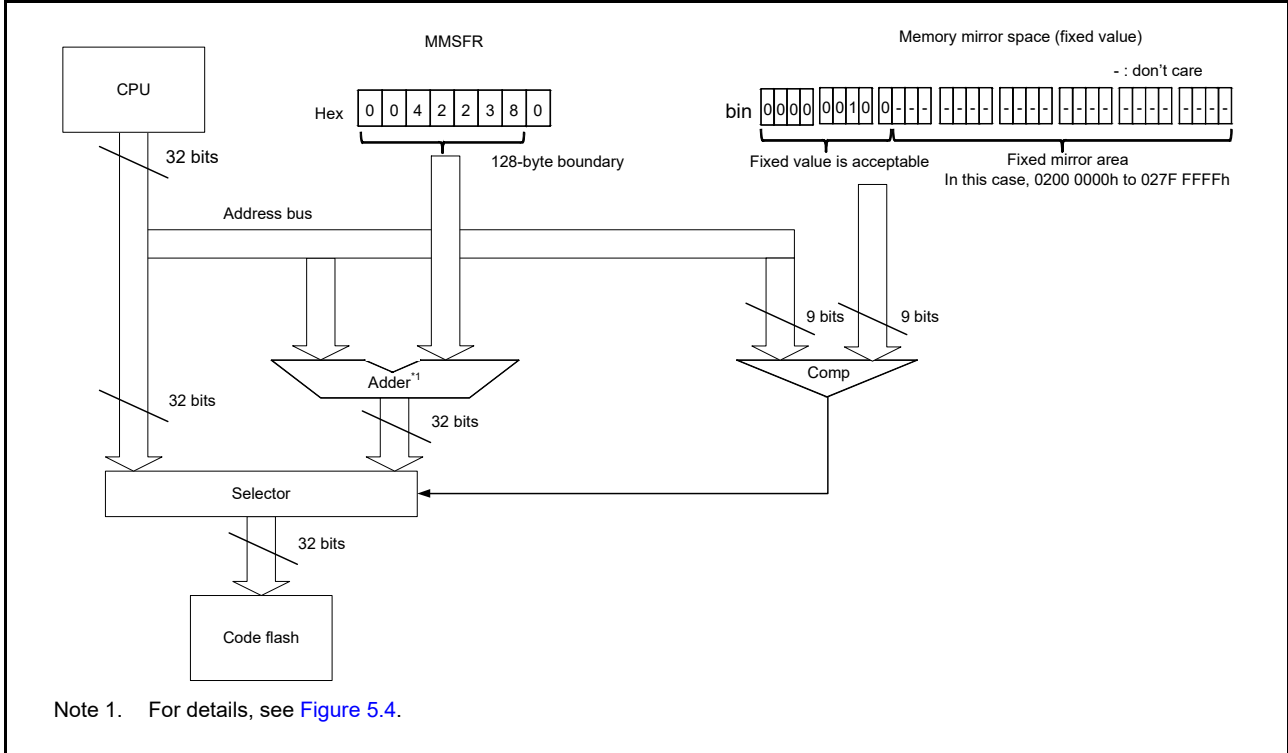 MMSFR
Memory mirror space (fixed value)
- : don't care
CPU
Hex 0 0 4 2 2 3 8 0
bin 0000 0010 0--- ---- ---- ---- ---- ----
32 bits
128-byte boundary
Fixed value is acceptable
Fixed mirror area
In this case, 0200 0000h to 027F FFFFh
Address bus
9 bits
9 bits
Adder*1
Comp
32 bits
32 bits
Selector
32 bits
Code flash
Note 1. For details, see Figure 5.4.